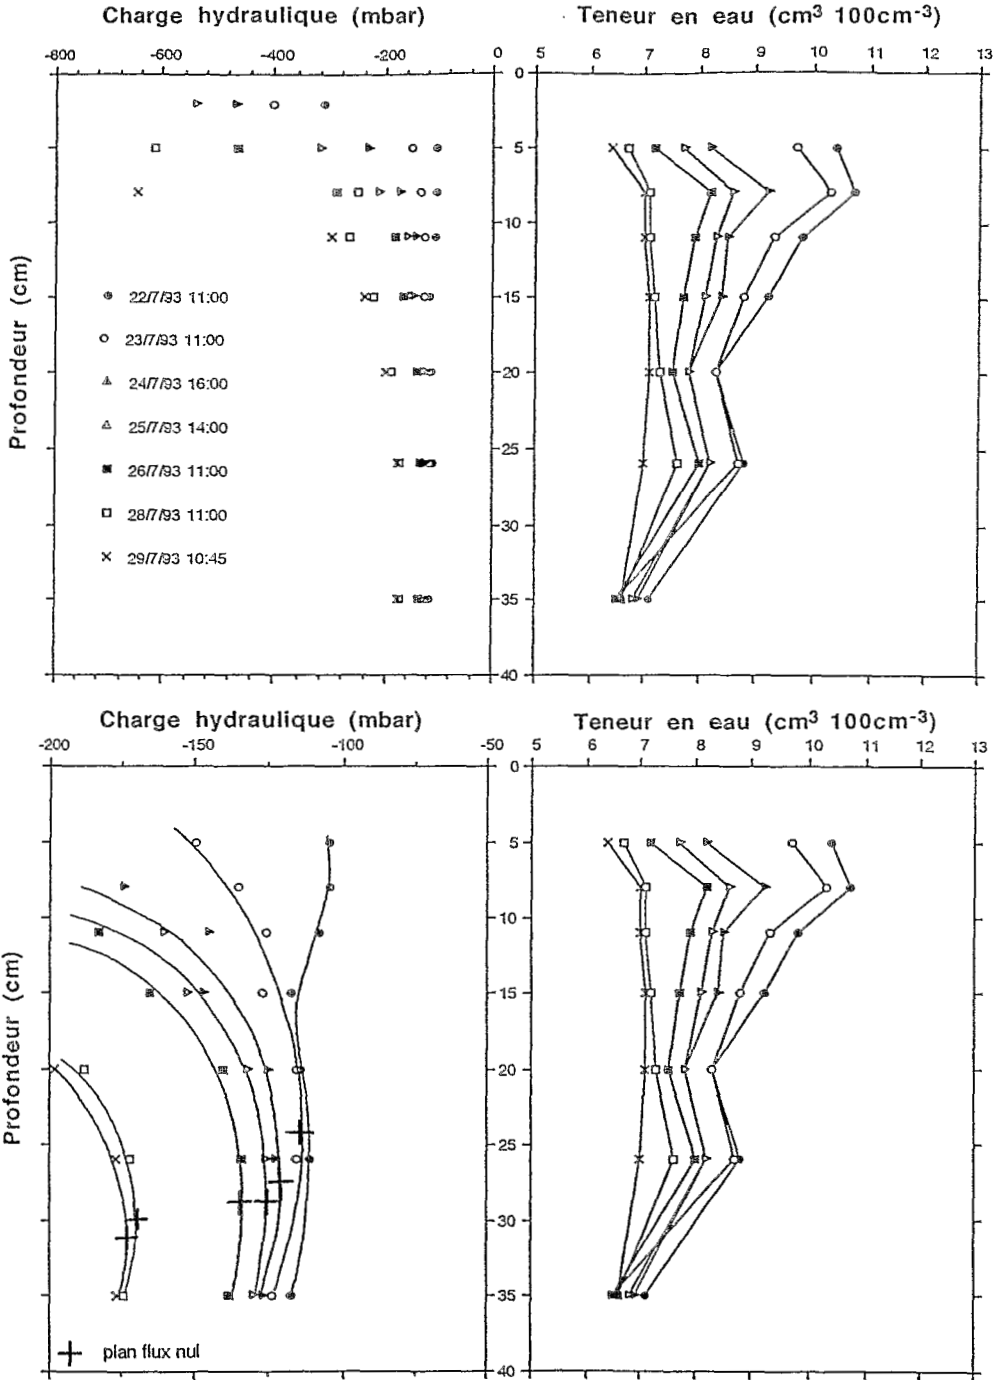 Charge hydraulique (mbar)
Teneur en eau (cm³ 100cm⁻³)
-800 -600 -400 -200 0
5 6 7 8 9 10 11 12 13
Profondeur (cm)
0
5
10
15
20
25
30
35
40
22/7/93 11:00
23/7/93 11:00
24/7/93 16:00
25/7/93 14:00
26/7/93 11:00
28/7/93 11:00
29/7/93 10:45
Charge hydraulique (mbar)
Teneur en eau (cm³ 100cm⁻³)
-200 -150 -100 -50
5 6 7 8 9 10 11 12 13
Profondeur (cm)
0
5
10
15
20
25
30
35
40
plan flux nul